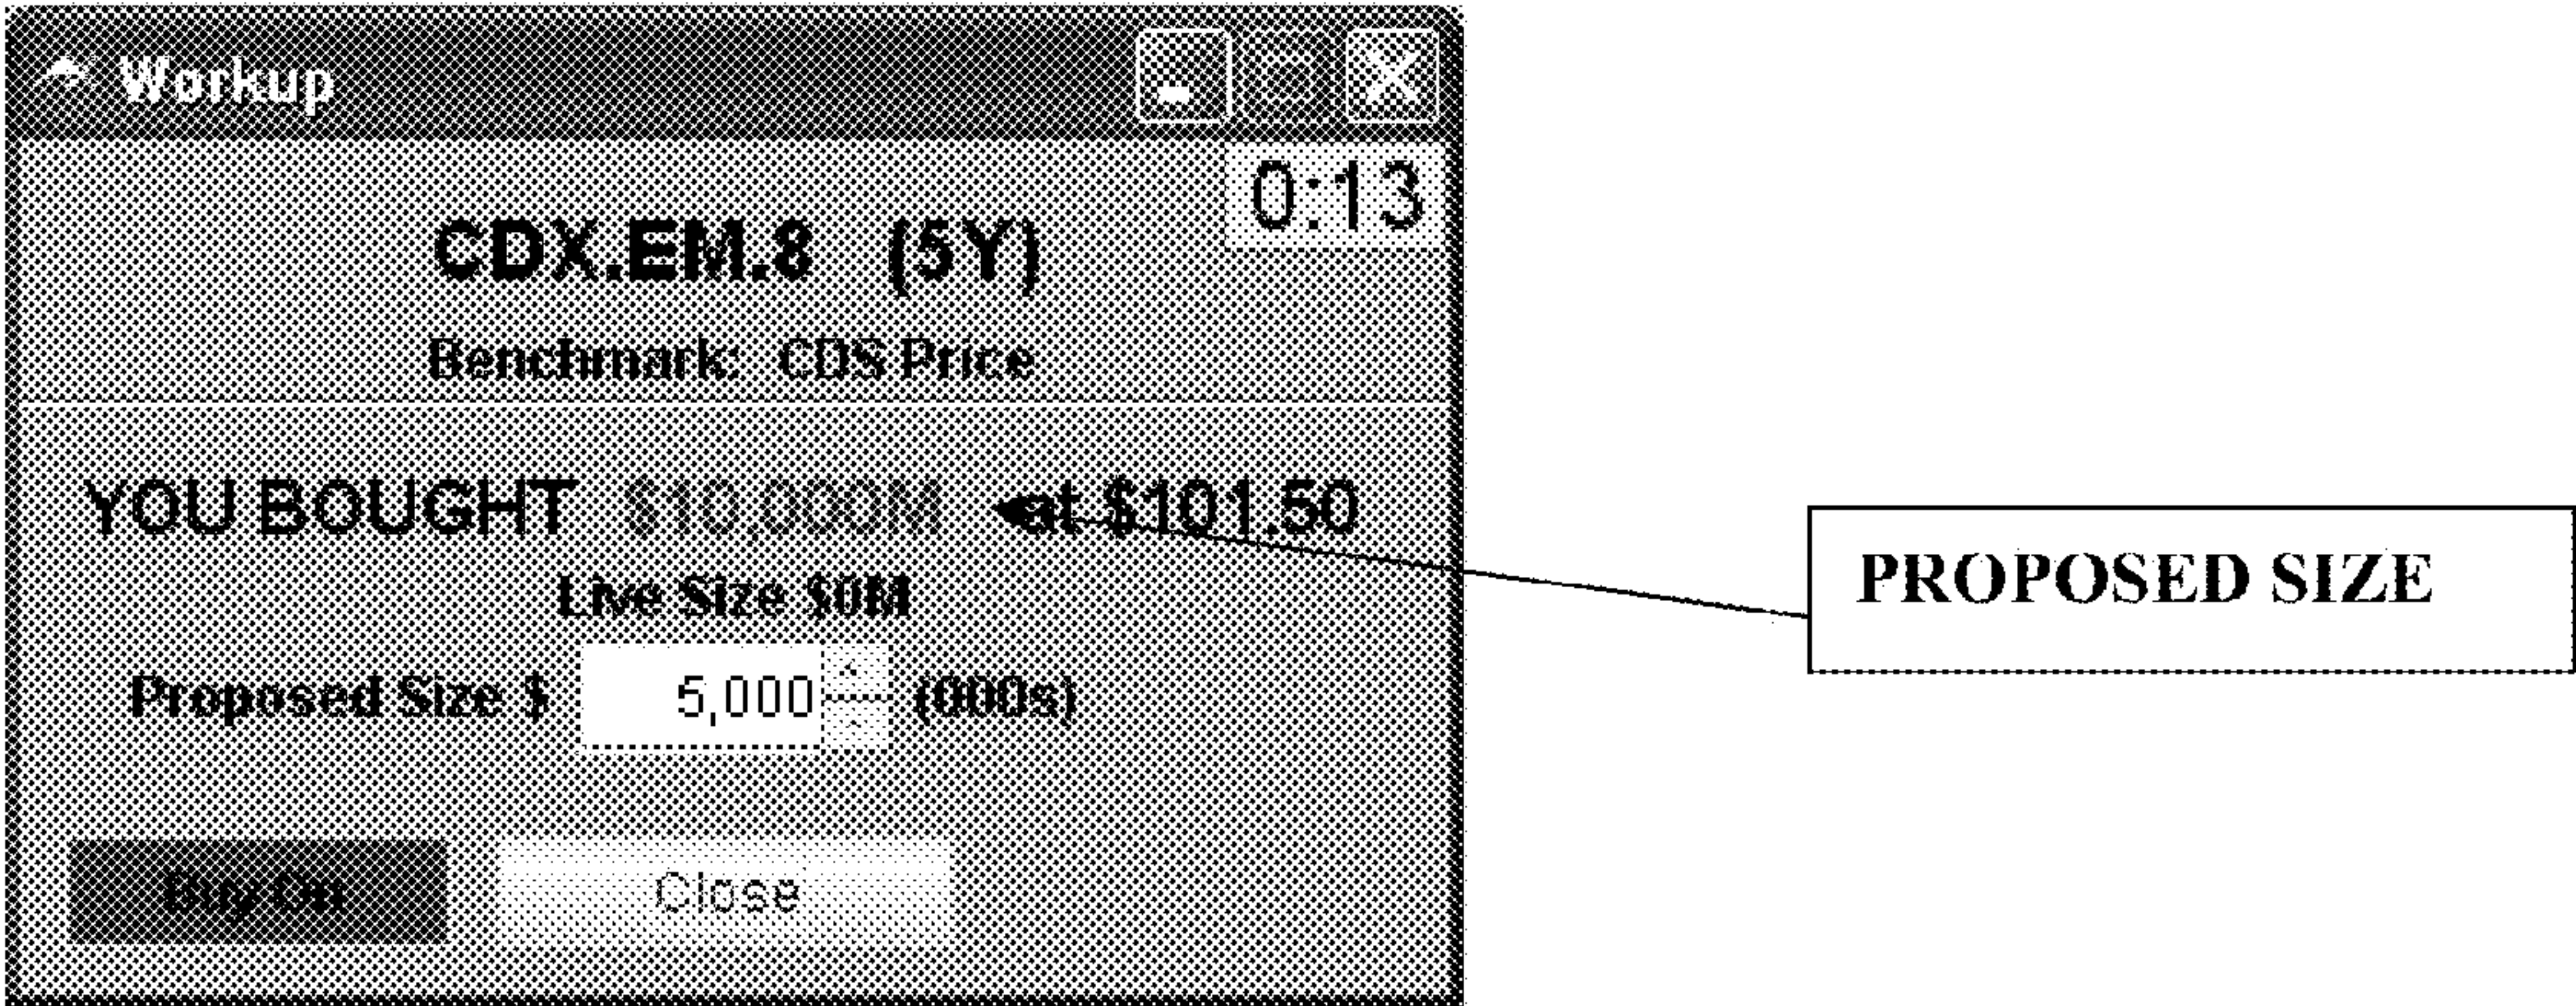 Workup
0:13
CDX.EM.8 (5Y)
Benchmark: CDS Price
YOU BOUGHT $10,000M at $101.50
PROPOSED SIZE
Live Size $0M
Proposed Size $ 5,000 (000s)
Buy On Close